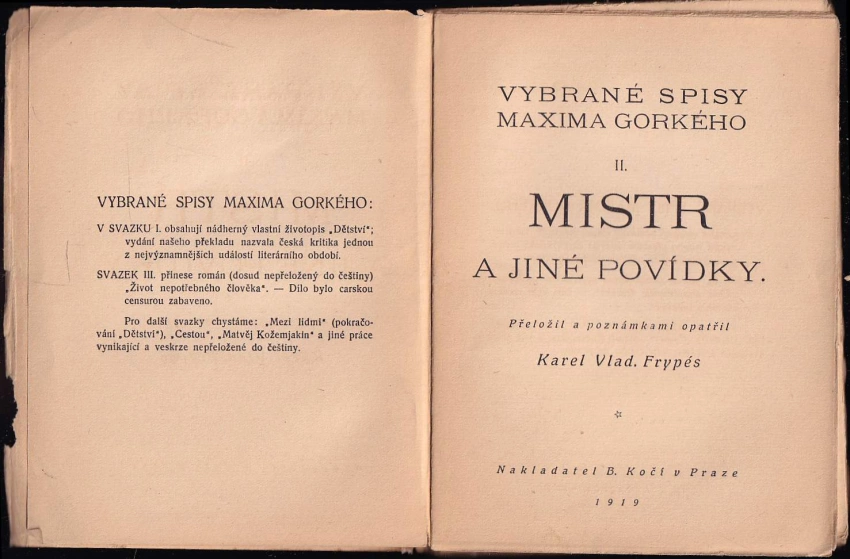 VYBRANÉ SPISY MAXIMA GORKÉHO:
V SVAZKU I. obsahují nádherný vlastní životopis „Dětství“;
vydání našeho překladu nazvala česká kritika jednou
z nejvýznamnějších událostí literárního období.
SVAZEK III. přinese román (dosud nepřeložený do češtiny)
„Život nepotřebného člověka“. — Dílo bylo carskou
censurou zabaveno.
Pro další svazky chystáme: „Mezi lidmi“ (pokračo-
vání „Dětství“), „Cestou“, „Matvěj Kožemjakin“ a jiné práce
vynikající a veskrze nepřeložené do češtiny.
VYBRANÉ SPISY
MAXIMA GORKÉHO
II.
MISTR
A JINÉ POVÍDKY.
Přeložil a poznámkami opatřil
Karel Vlad. Frypés
Nakladatel B. Kočí v Praze
1919